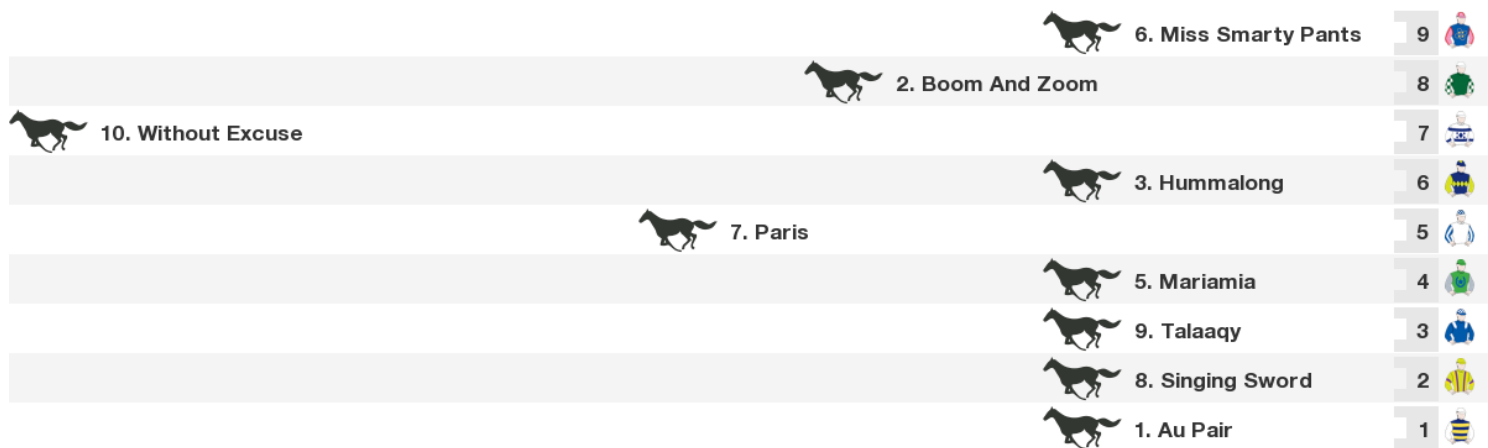 6. Miss Smarty Pants 9
2. Boom And Zoom 8
10. Without Excuse 7
3. Hummalong 6
7. Paris 5
5. Mariamia 4
9. Talaaqy 3
8. Singing Sword 2
1. Au Pair 1